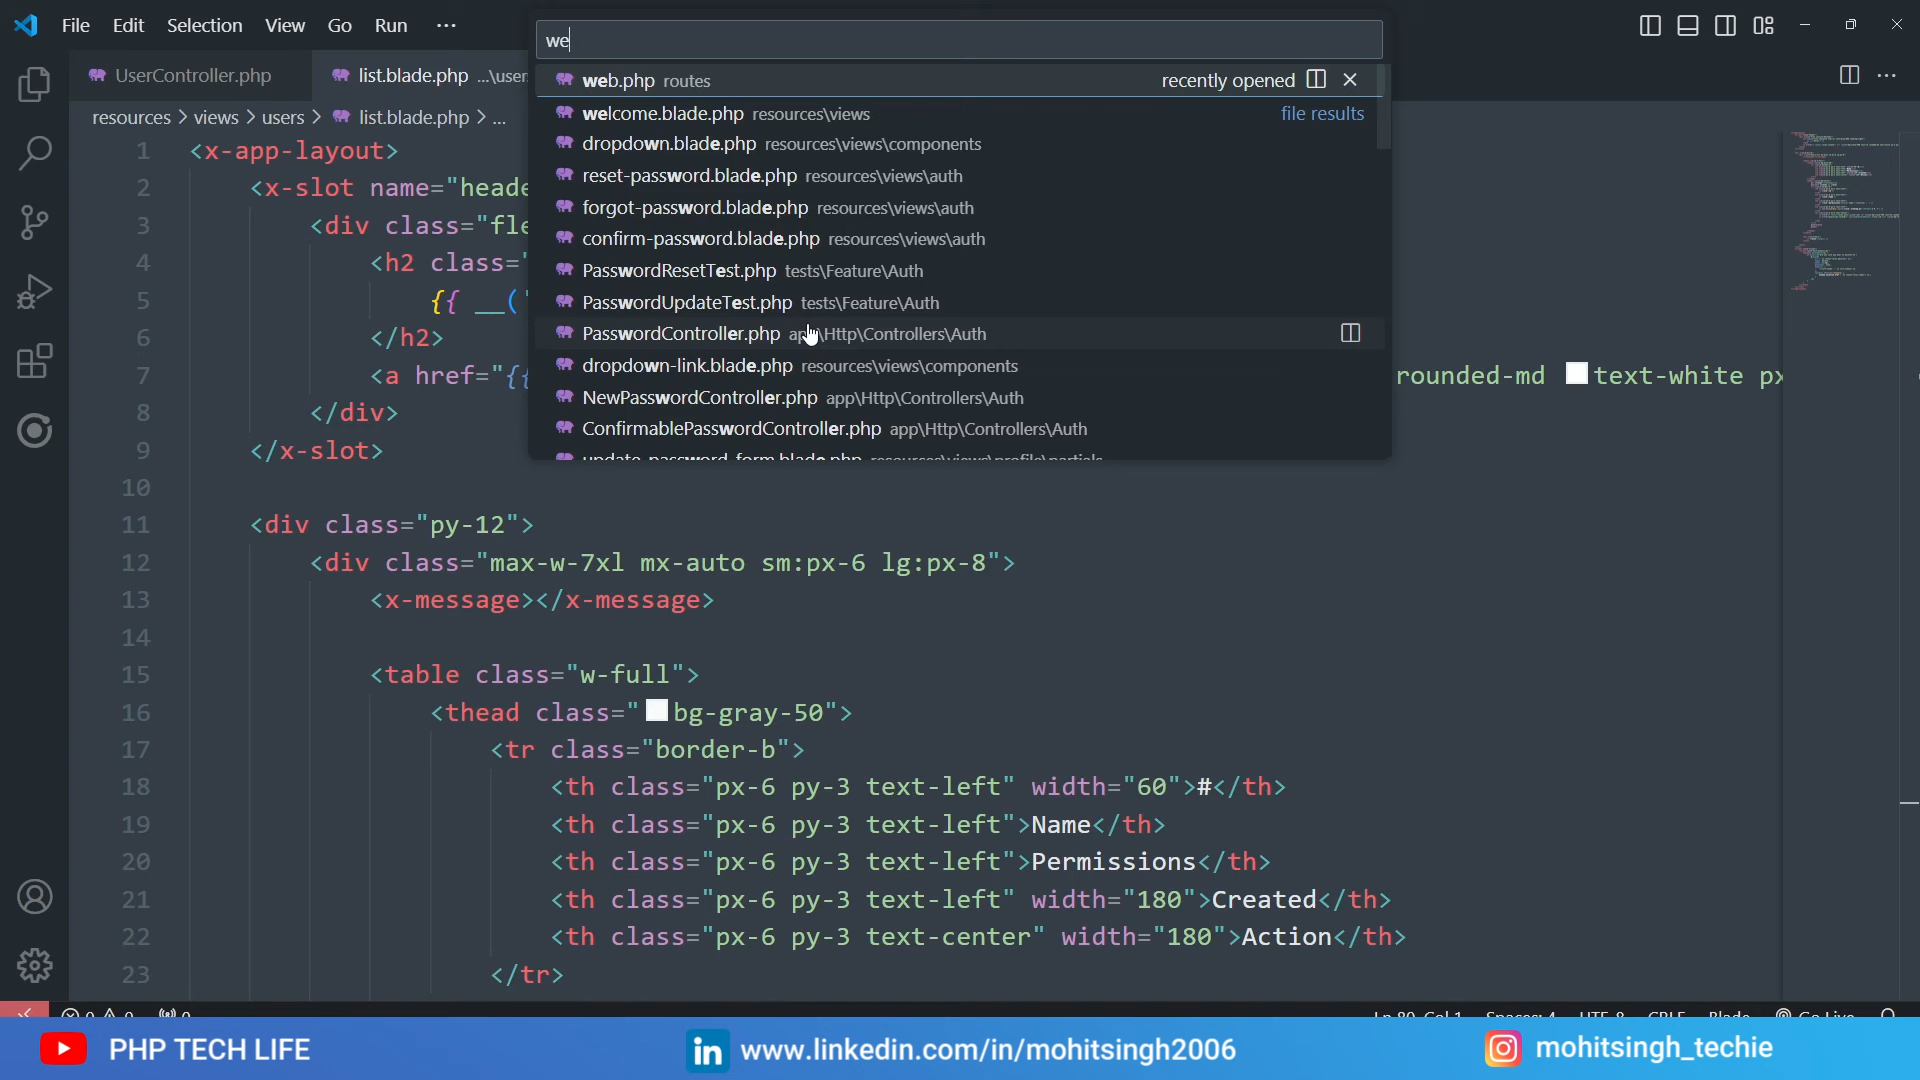 File Edit Selection View Go Run ...
we
web.php routes recently opened
welcome.blade.php resources\views file results
dropdown.blade.php resources\views\components
reset-password.blade.php resources\views\auth
forgot-password.blade.php resources\views\auth
confirm-password.blade.php resources\views\auth
PasswordResetTest.php tests\Feature\Auth
PasswordUpdateTest.php tests\Feature\Auth
PasswordController.php app\Http\Controllers\Auth
dropdown-link.blade.php resources\views\components
NewPasswordController.php app\Http\Controllers\Auth
ConfirmablePasswordController.php app\Http\Controllers\Auth
update-password-form.blade.php resources\views\profile\partials
UserController.php list.blade.php ...\user
resources > views > users > list.blade.php > ...
1 <x-app-layout>
2 <x-slot name="heade
3 <div class="fle
4 <h2 class="
5 {{ __('
6 </h2>
7 <a href="{{ rounded-md text-white px
8 </div>
9 </x-slot>
10
11 <div class="py-12">
12 <div class="max-w-7xl mx-auto sm:px-6 lg:px-8">
13 <x-message></x-message>
14
15 <table class="w-full">
16 <thead class="bg-gray-50">
17 <tr class="border-b">
18 <th class="px-6 py-3 text-left" width="60">#</th>
19 <th class="px-6 py-3 text-left">Name</th>
20 <th class="px-6 py-3 text-left">Permissions</th>
21 <th class="px-6 py-3 text-left" width="180">Created</th>
22 <th class="px-6 py-3 text-center" width="180">Action</th>
23 </tr>
PHP TECH LIFE
www.linkedin.com/in/mohitsingh2006
mohitsingh_techie